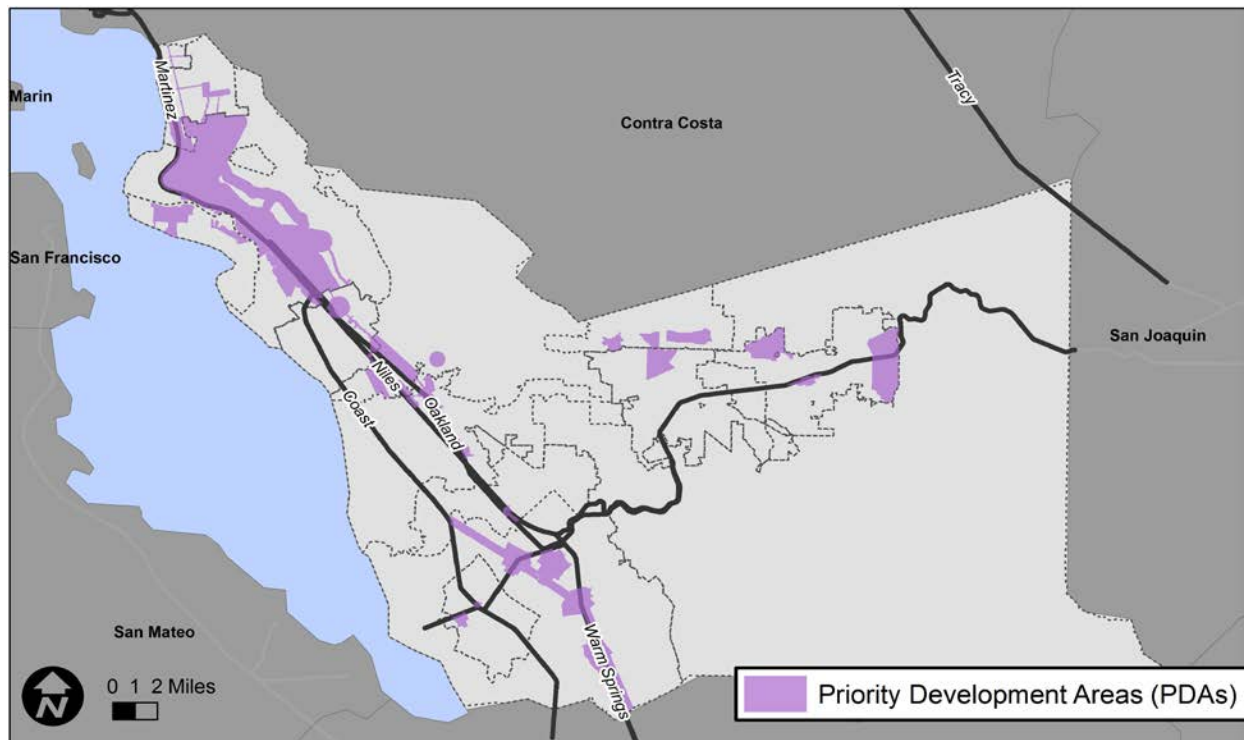 Martinez
Tracy
Marin
Contra Costa
San Francisco
San Joaquin
Niles
Oakland
Coast
San Mateo
Warm Springs
N
0 1 2 Miles
Priority Development Areas (PDAs)